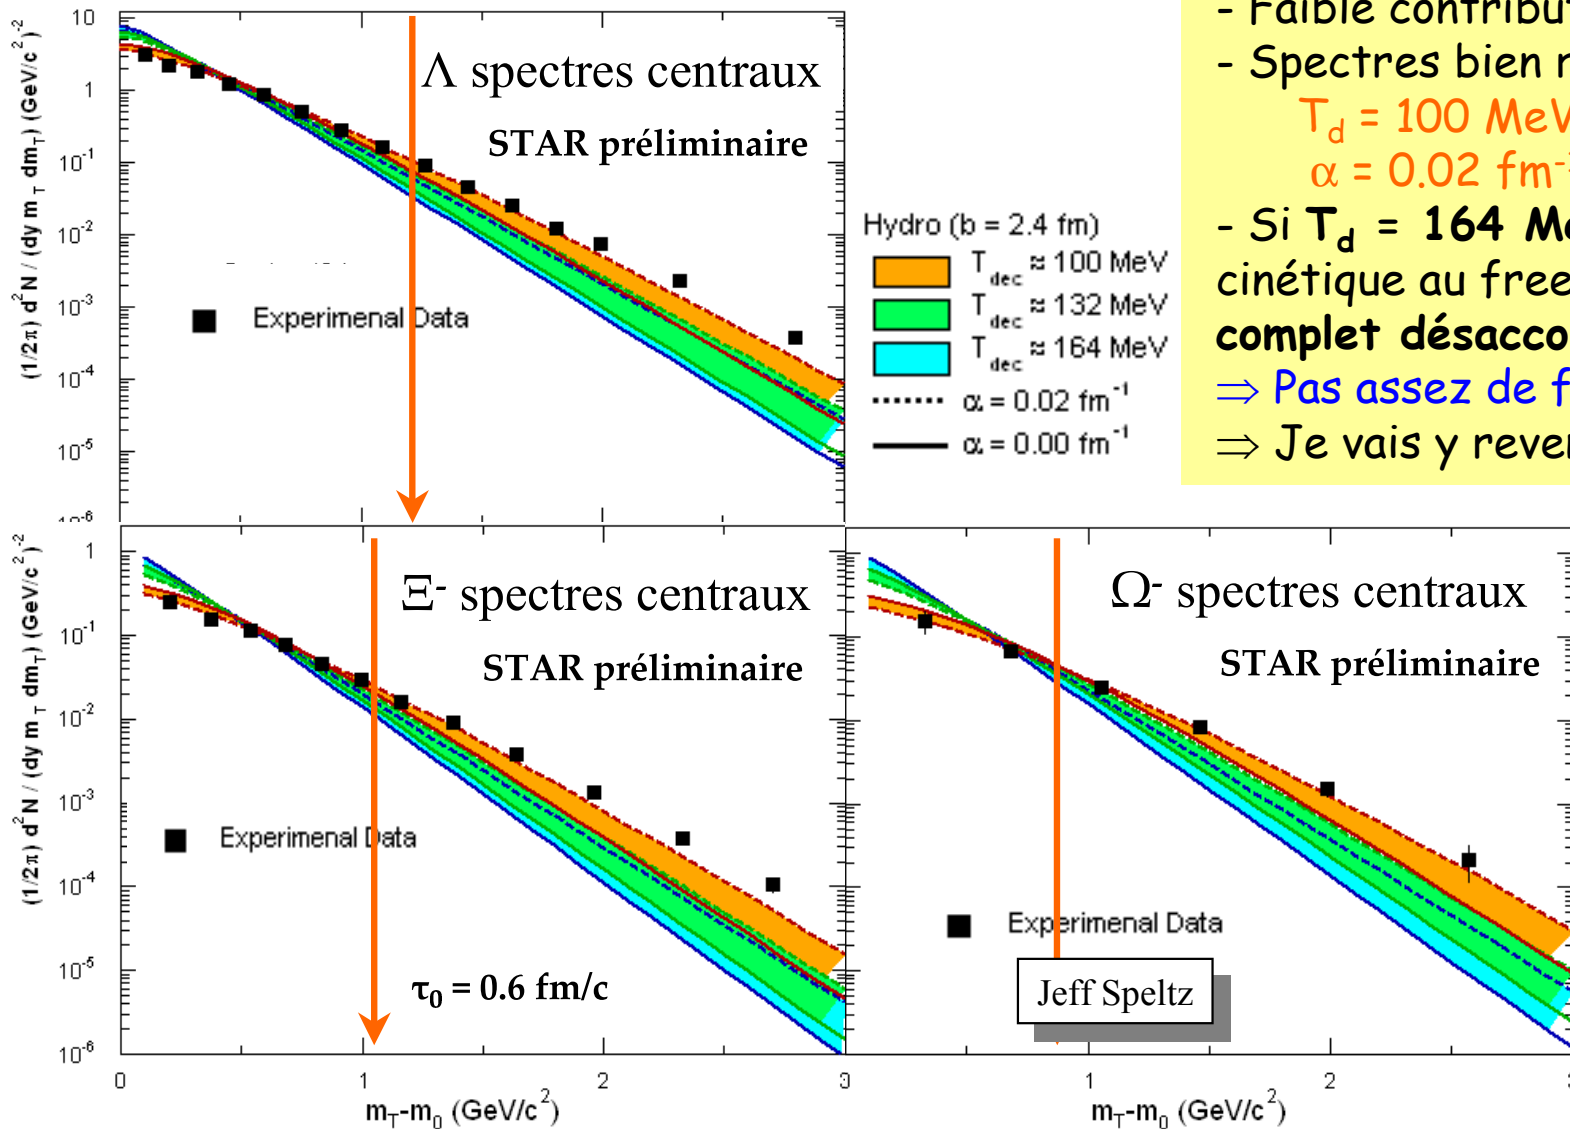 (1/2π) d²N / (dy m_T dm_T) (GeV/c²)⁻²
10
1
10⁻¹
10⁻²
10⁻³
10⁻⁴
10⁻⁵
10⁻⁶
Λ spectres centraux
STAR préliminaire
Experimenal Data
Hydro (b = 2.4 fm)
T_dec ≈ 100 MeV
T_dec ≈ 132 MeV
T_dec ≈ 164 MeV
α = 0.02 fm⁻¹
α = 0.00 fm⁻¹
- Faible
- Spectres bien
T_d = 100 MeV
α = 0.02 fm⁻
- Si T_d = 164
cinétique au
complet
⇒ Pas assez de
⇒ Je vais y
(1/2π) d²N / (dy m_T dm_T) (GeV/c²)⁻²
1
10⁻¹
10⁻²
10⁻³
10⁻⁴
10⁻⁵
10⁻⁶
Ξ⁻ spectres centraux
STAR préliminaire
Experimenal Data
τ₀ = 0.6 fm/c
0 1 2 3
m_T-m₀ (GeV/c²)
Ω⁻ spectres centraux
STAR préliminaire
Experimenal Data
Jeff Speltz
1 2 3
m_T-m₀ (GeV/c²)